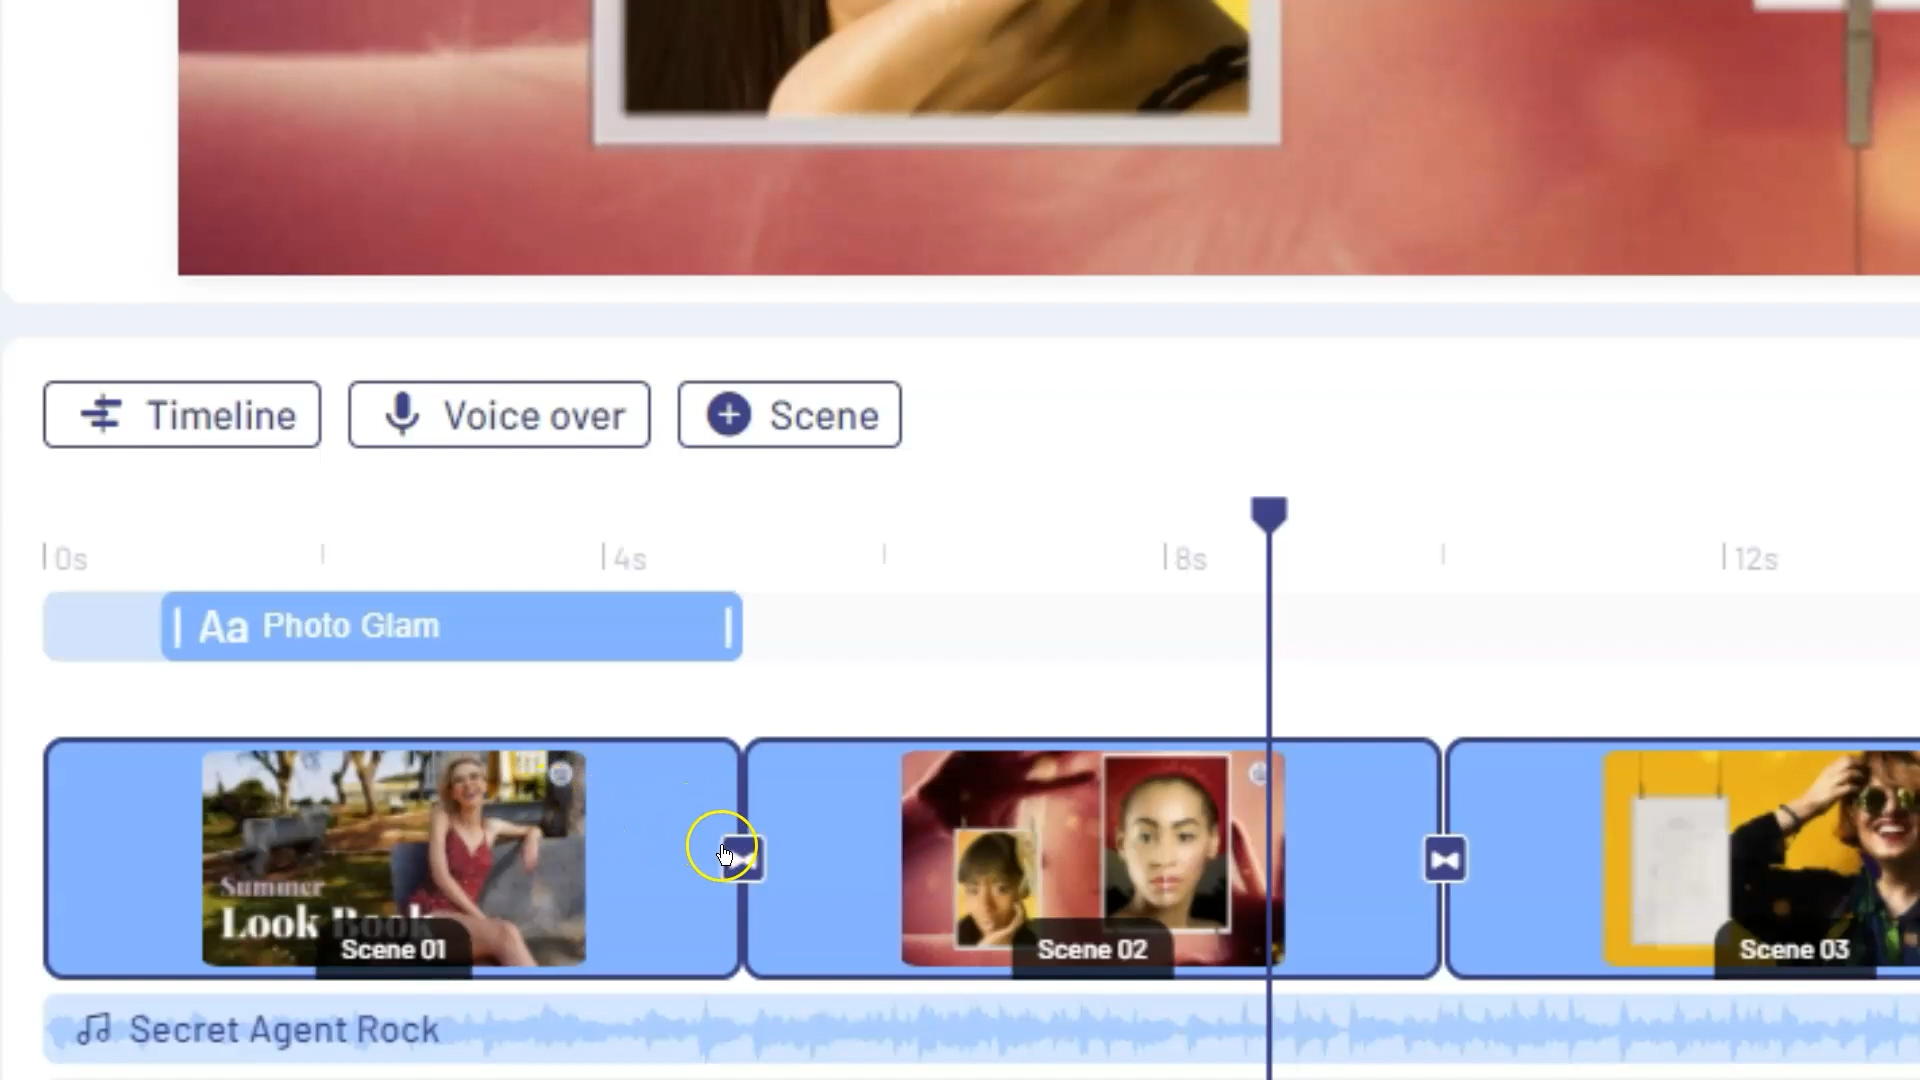 Timeline
Voice over
Scene
0s
4s
8s
12s
Aa Photo Glam
Summer
Look Book
Scene 01
Scene 02
Scene 03
Secret Agent Rock